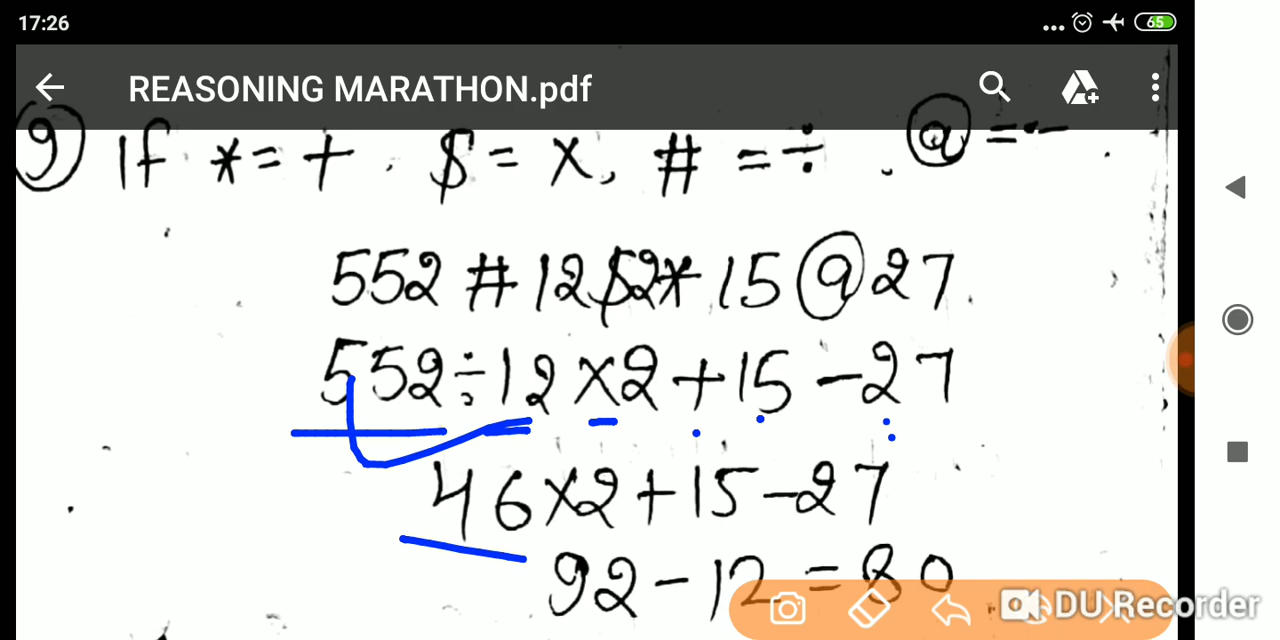 17:26
65
REASONING MARATHON.pdf
9) If * = +, $ = ×, # = ÷, @ = -.
552 # 12 $ 2 * 15 @ 27.
552 ÷ 12 × 2 + 15 - 27
46 × 2 + 15 - 27
92 - 12 = 80
DU Recorder